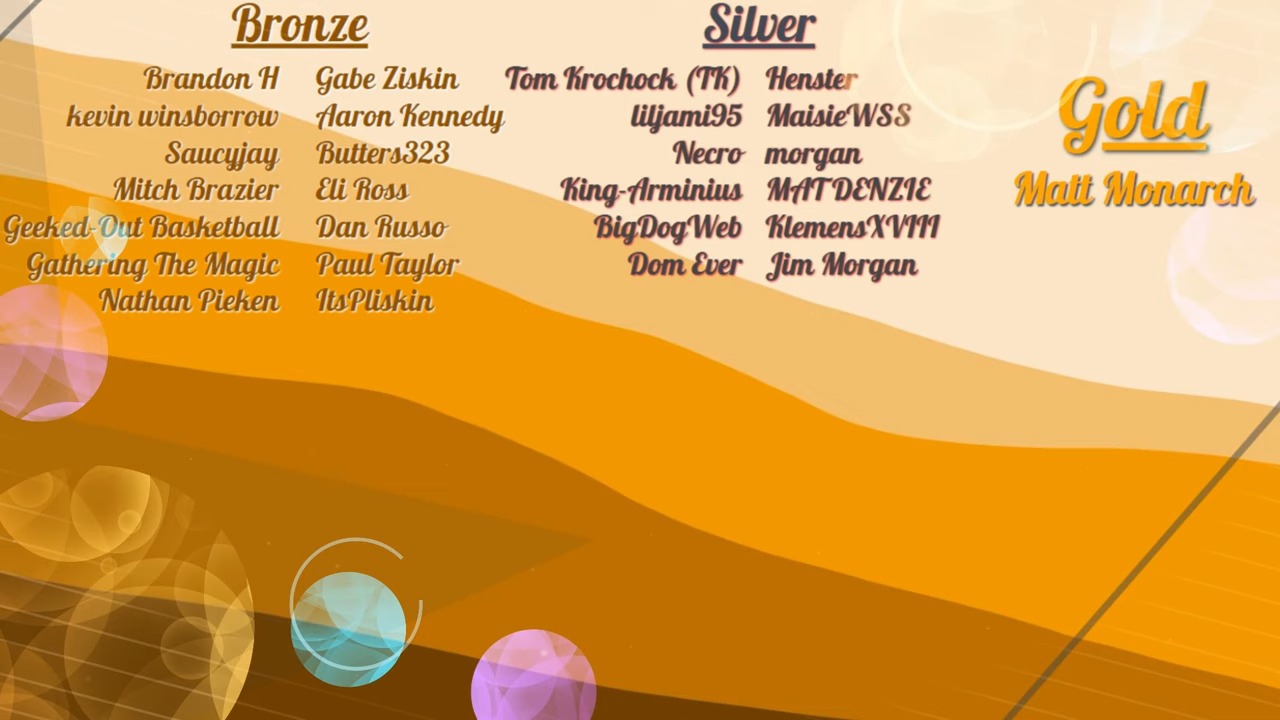 Bronze
Brandon H
kevin winsborrow
Saucyjay
Mitch Brazier
Geeked-Out Basketball
Gathering The Magic
Nathan Pieken
Gabe Ziskin
Aaron Kennedy
Butters323
Eli Ross
Dan Russo
Paul Taylor
ItsPliskin
Silver
Tom Krochock (TK)
liljami95
Necro
King-Arminius
BigDogWeb
Dom Ever
Henster
MaisieWSS
morgan
MATDENZIE
KlemensXVIII
Jim Morgan
Gold
Matt Monarch